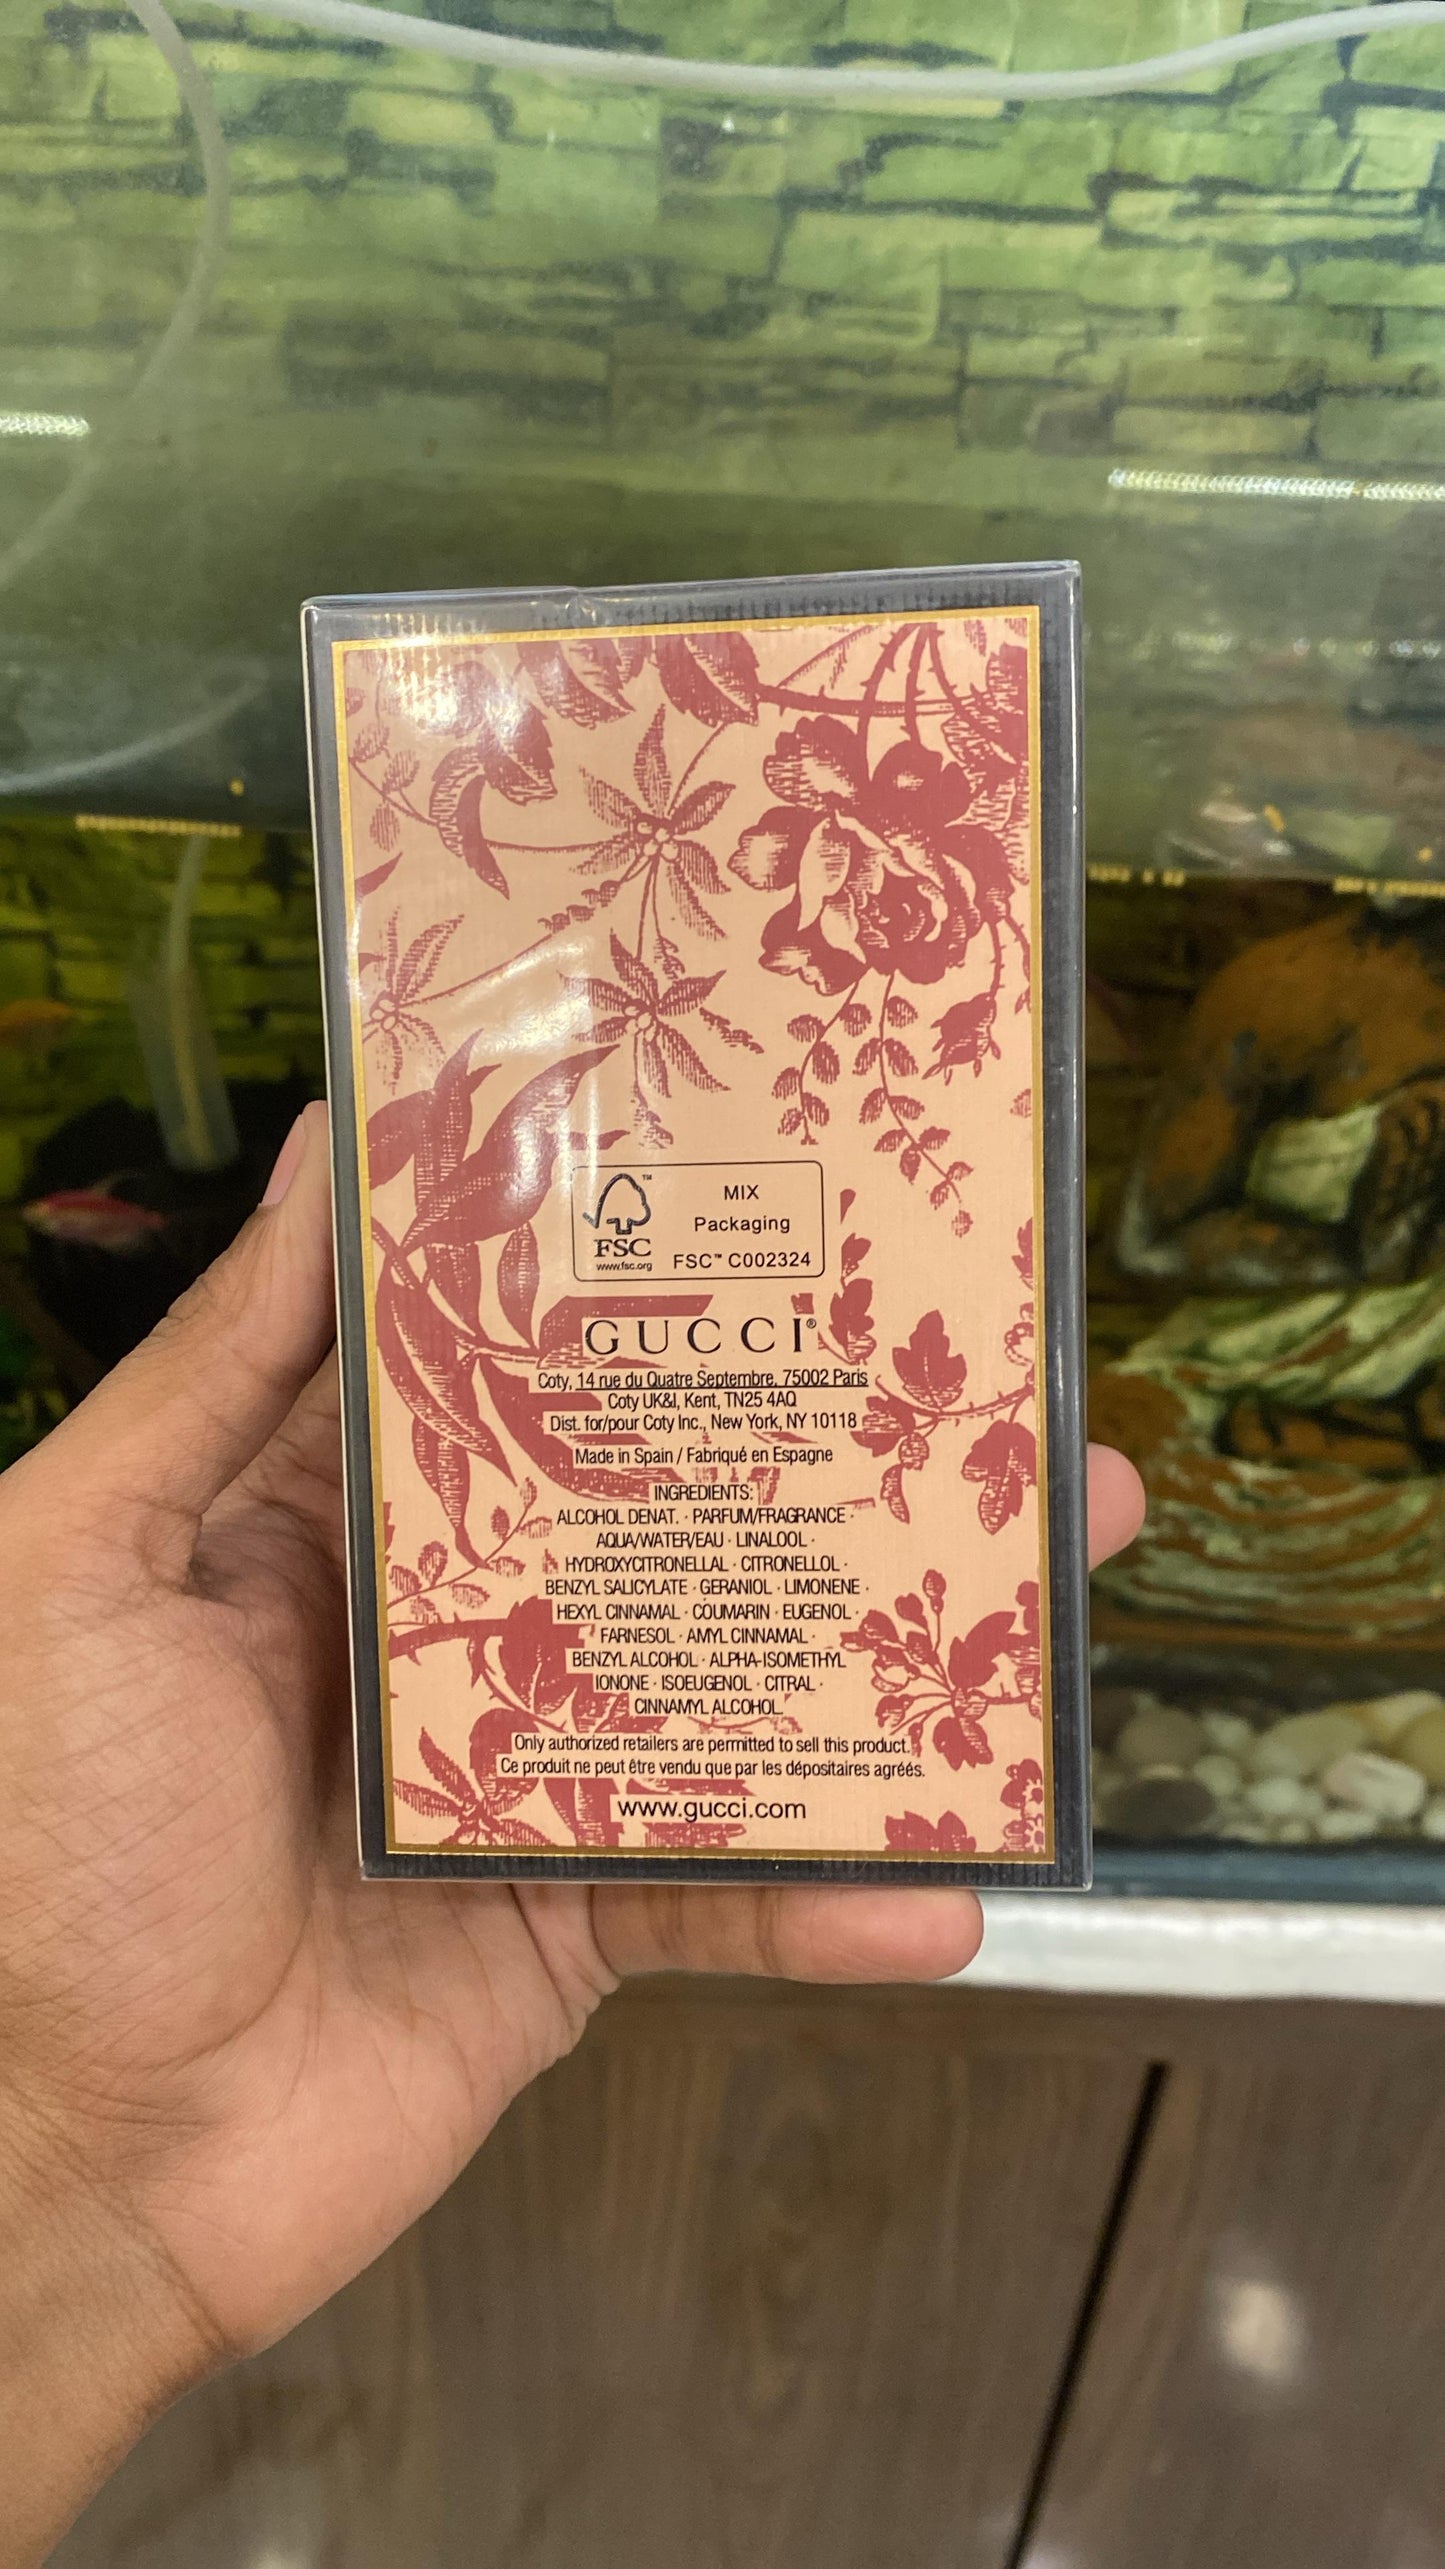 FSC™
www.fsc.org
MIX
Packaging
FSC™ C002324
GUCCI®
Coty, 14 rue du Quatre Septembre, 75002 Paris
Coty UK&I, Kent, TN25 4AQ
Dist. for/pour Coty Inc., New York, NY 10118
Made in Spain / Fabriqué en Espagne
INGREDIENTS:
ALCOHOL DENAT. · PARFUM/FRAGRANCE ·
AQUA/WATER/EAU · LINALOOL ·
HYDROXYCITRONELLAL · CITRONELLOL ·
BENZYL SALICYLATE · GERANIOL · LIMONENE ·
HEXYL CINNAMAL · COUMARIN · EUGENOL ·
FARNESOL · AMYL CINNAMAL ·
BENZYL ALCOHOL · ALPHA-ISOMETHYL
IONONE · ISOEUGENOL · CITRAL ·
CINNAMYL ALCOHOL.
Only authorized retailers are permitted to sell this product.
Ce produit ne peut être vendu que par les dépositaires agréés.
www.gucci.com